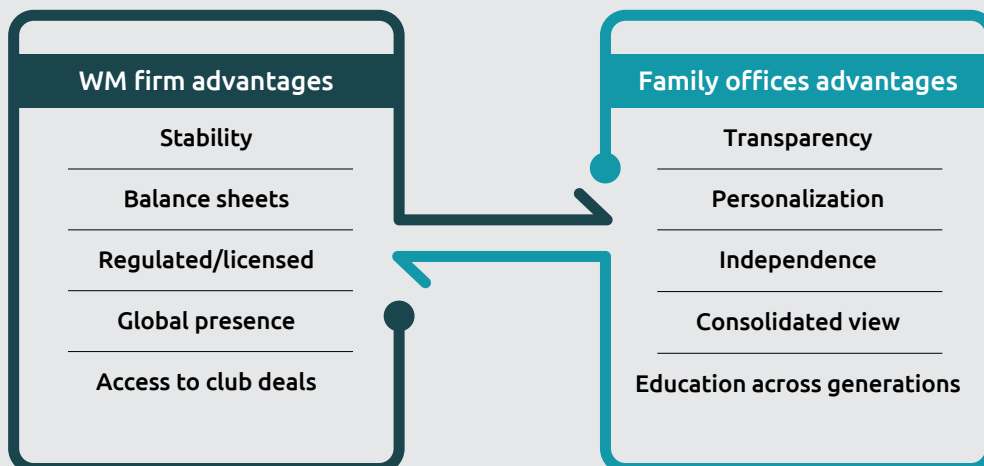 WM firm advantages
Stability
Balance sheets
Regulated/licensed
Global presence
Access to club deals
Family offices advantages
Transparency
Personalization
Independence
Consolidated view
Education across generations